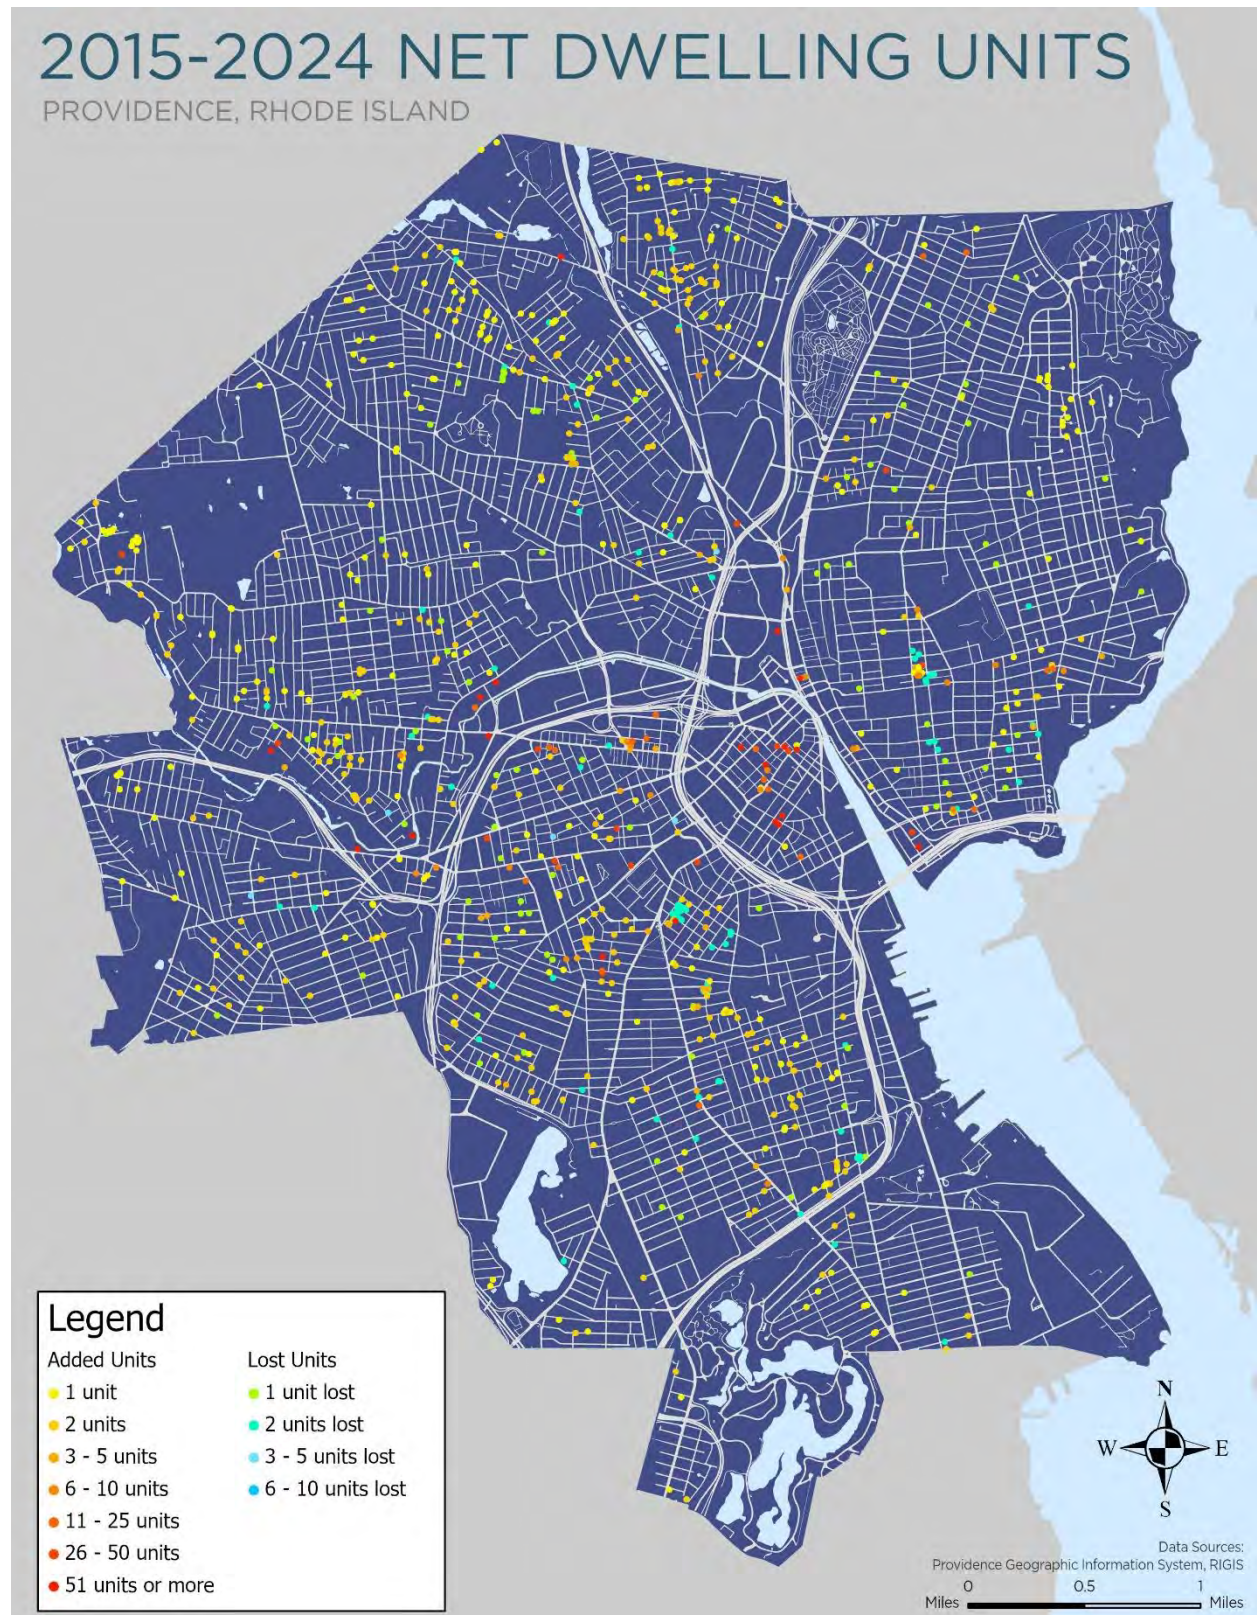 2015-2024 NET DWELLING UNITS
PROVIDENCE, RHODE ISLAND
Legend
Added Units
1 unit
2 units
3 - 5 units
6 - 10 units
11 - 25 units
26 - 50 units
51 units or more
Lost Units
1 unit lost
2 units lost
3 - 5 units lost
6 - 10 units lost
N
W E
S
Data Sources:
Providence Geographic Information System, RIGIS
0 0.5 1
Miles Miles